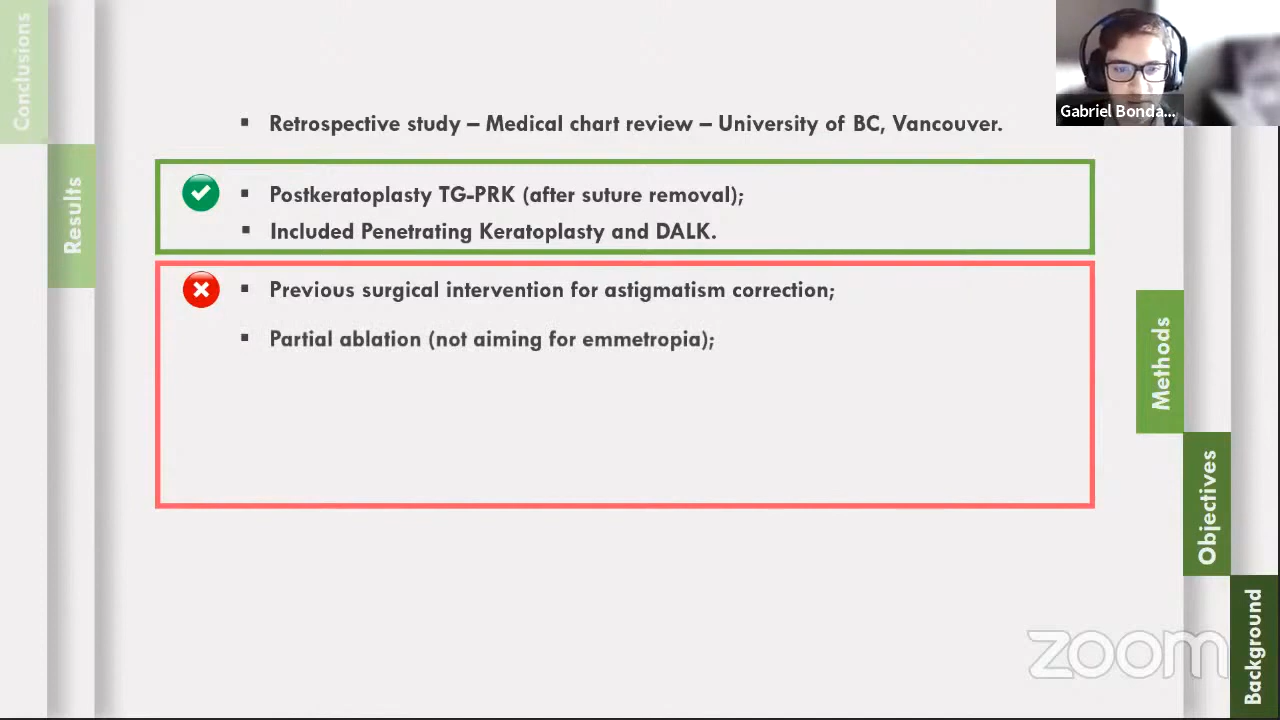 Conclusions
Results
Gabriel Bonda...
Retrospective study – Medical chart review – University of BC, Vancouver.
Postkeratoplasty TG-PRK (after suture removal);
Included Penetrating Keratoplasty and DALK.
Previous surgical intervention for astigmatism correction;
Partial ablation (not aiming for emmetropia);
Methods
Objectives
Background
zoom